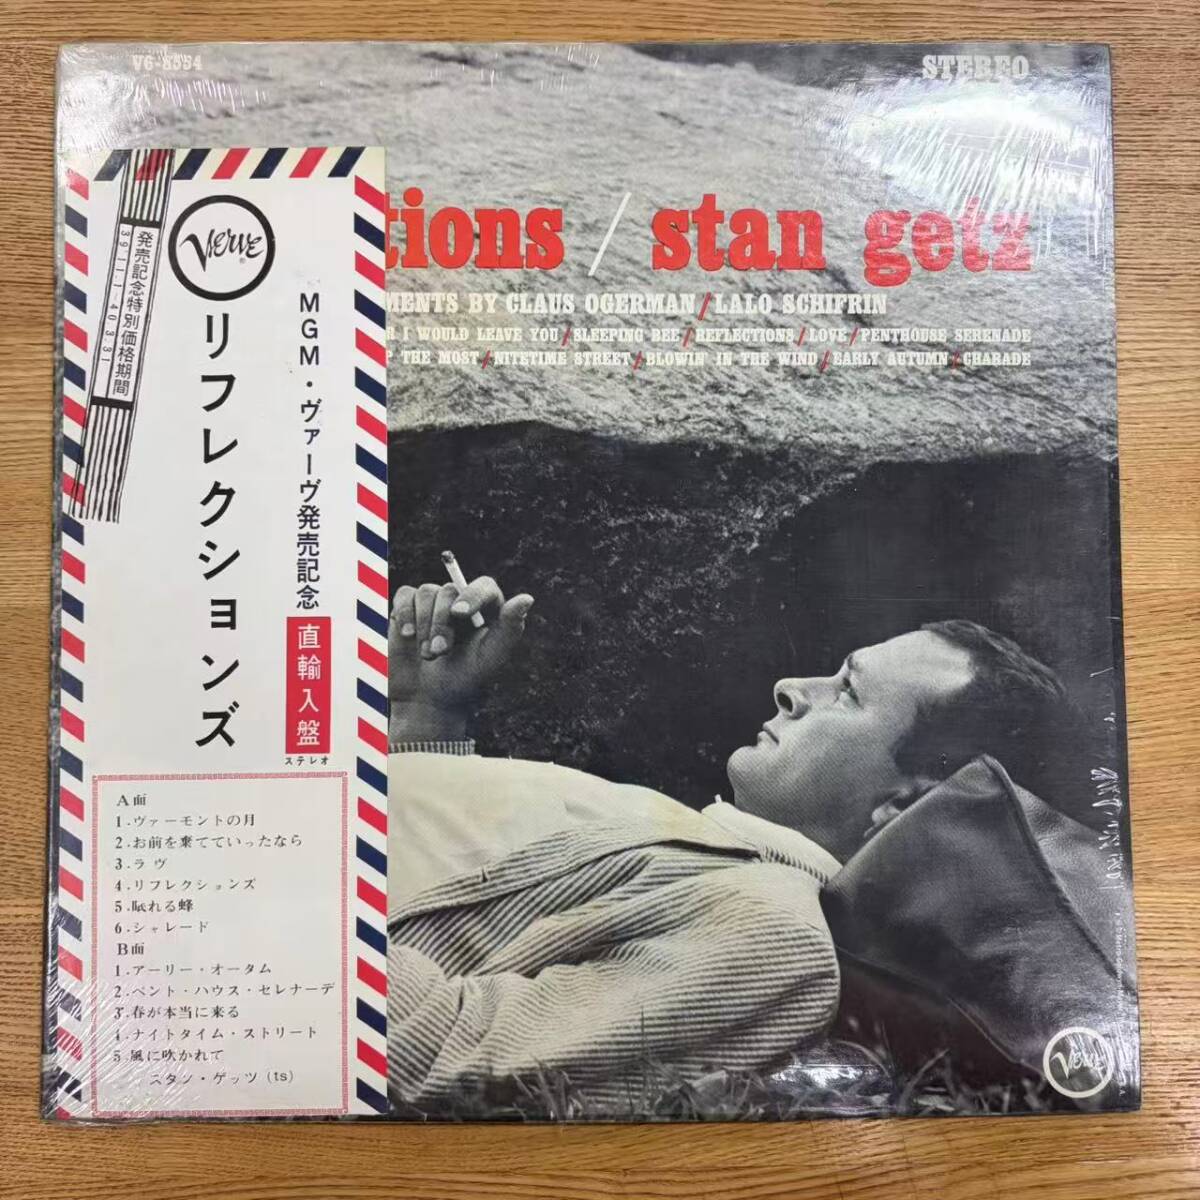 V6-8554
STEREO
tions / stan getz
MENTS BY CLAUS OGERMAN / LALO SCHIFRIN
R I WOULD LEAVE YOU / SLEEPING BEE / REFLECTIONS / LOVE / PENTHOUSE SERENADE
P THE MOST / NITETIME STREET / BLOWIN' IN THE WIND / EARLY AUTUMN / CHARADE
発売記念特別価格期間
39.11.1～40.3.31
Verve
リフレクションズ
MGM・ヴァーヴ発売記念
直輸入盤
ステレオ
A面
1.ヴァーモントの月
2.お前を棄てていったなら
3.ラヴ
4.リフレクションズ
5.眠れる蜂
6.シャレード
B面
1.アーリー・オータム
2.ペント・ハウス・セレナーデ
3.春が本当に来る
4.ナイトタイム・ストリート
5.風に吹かれて
スタン・ゲッツ(ts)
Verve